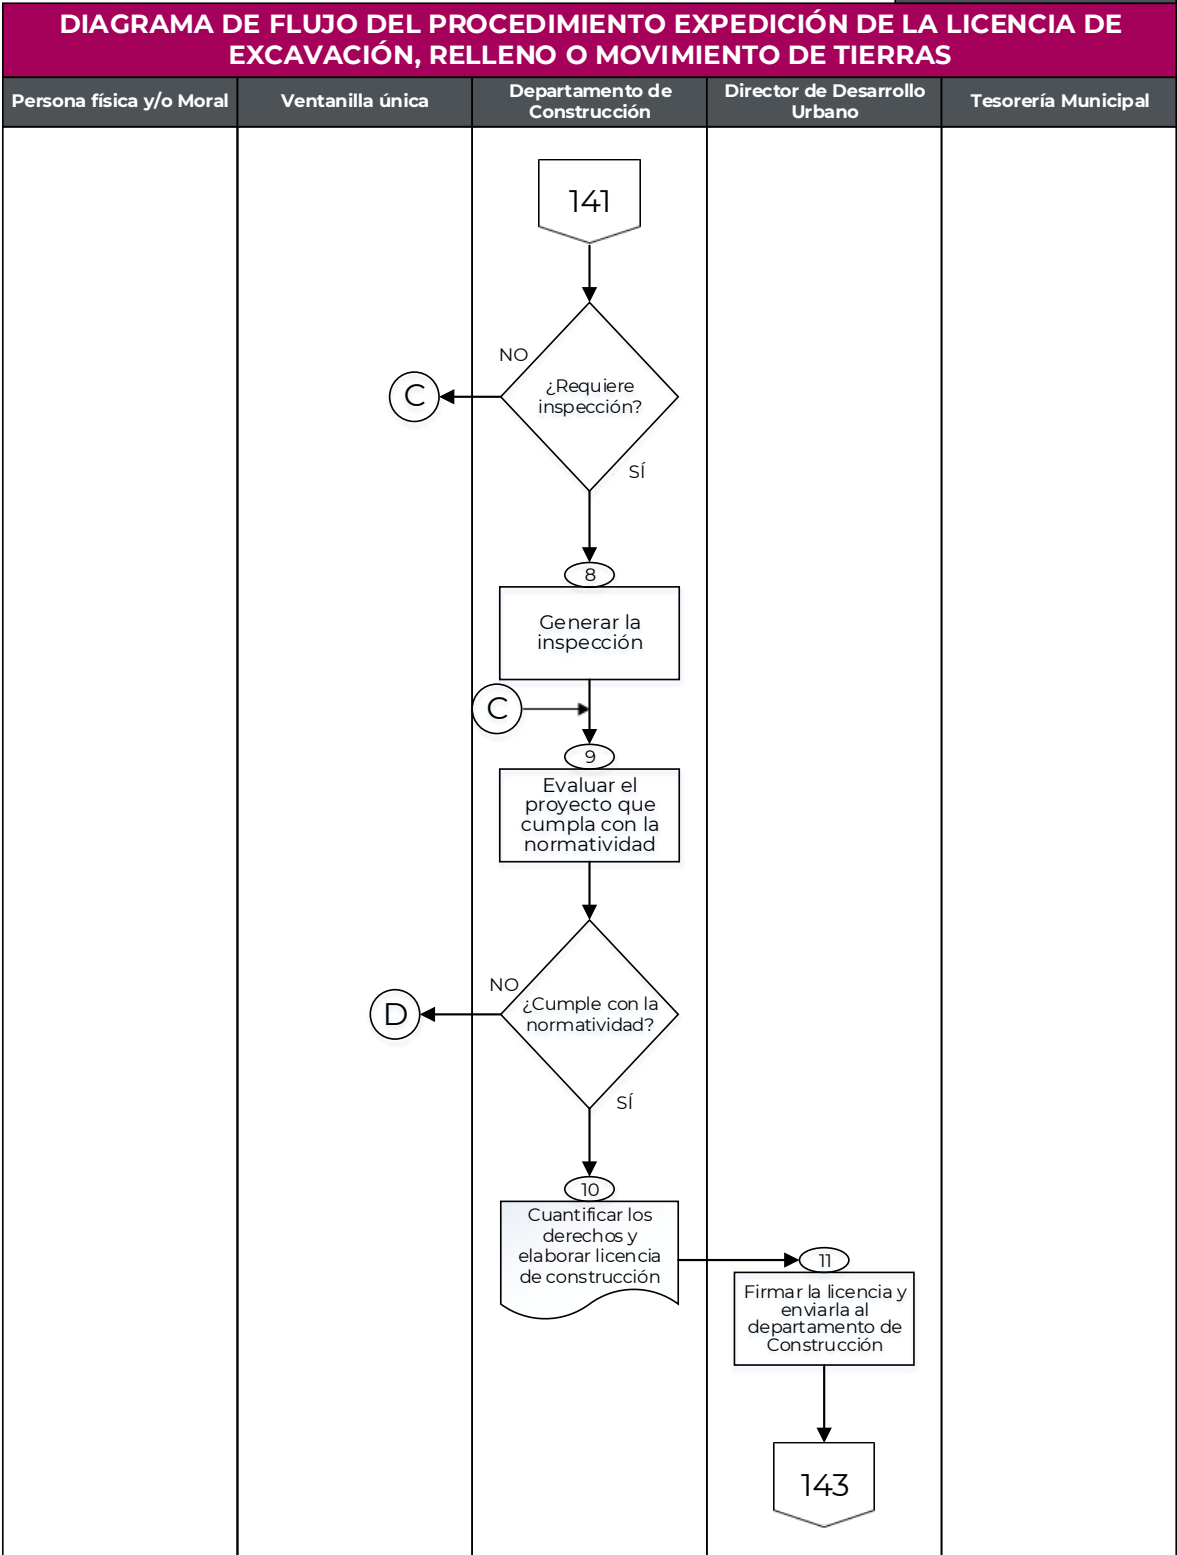 DIAGRAMA DE FLUJO DEL PROCEDIMIENTO EXPEDICIÓN DE LA LICENCIA DE
EXCAVACIÓN, RELLENO O MOVIMIENTO DE TIERRAS
Persona física y/o Moral
Ventanilla única
Departamento de
Construcción
Director de Desarrollo
Urbano
Tesorería Municipal
141
NO
¿Requiere
inspección?
C
SÍ
8
Generar la
inspección
C
9
Evaluar el
proyecto que
cumpla con la
normatividad
NO
¿Cumple con la
normatividad?
D
SÍ
10
Cuantificar los
derechos y
elaborar licencia
de construcción
11
Firmar la licencia y
enviarla al
departamento de
Construcción
143